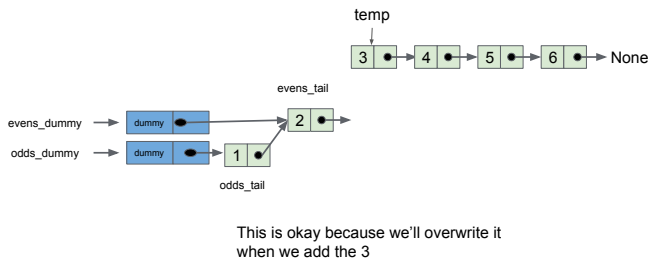 temp
3 4 5 6 None
evens_tail
2
evens_dummy dummy
odds_dummy dummy 1
odds_tail
This is okay because we'll overwrite it
when we add the 3